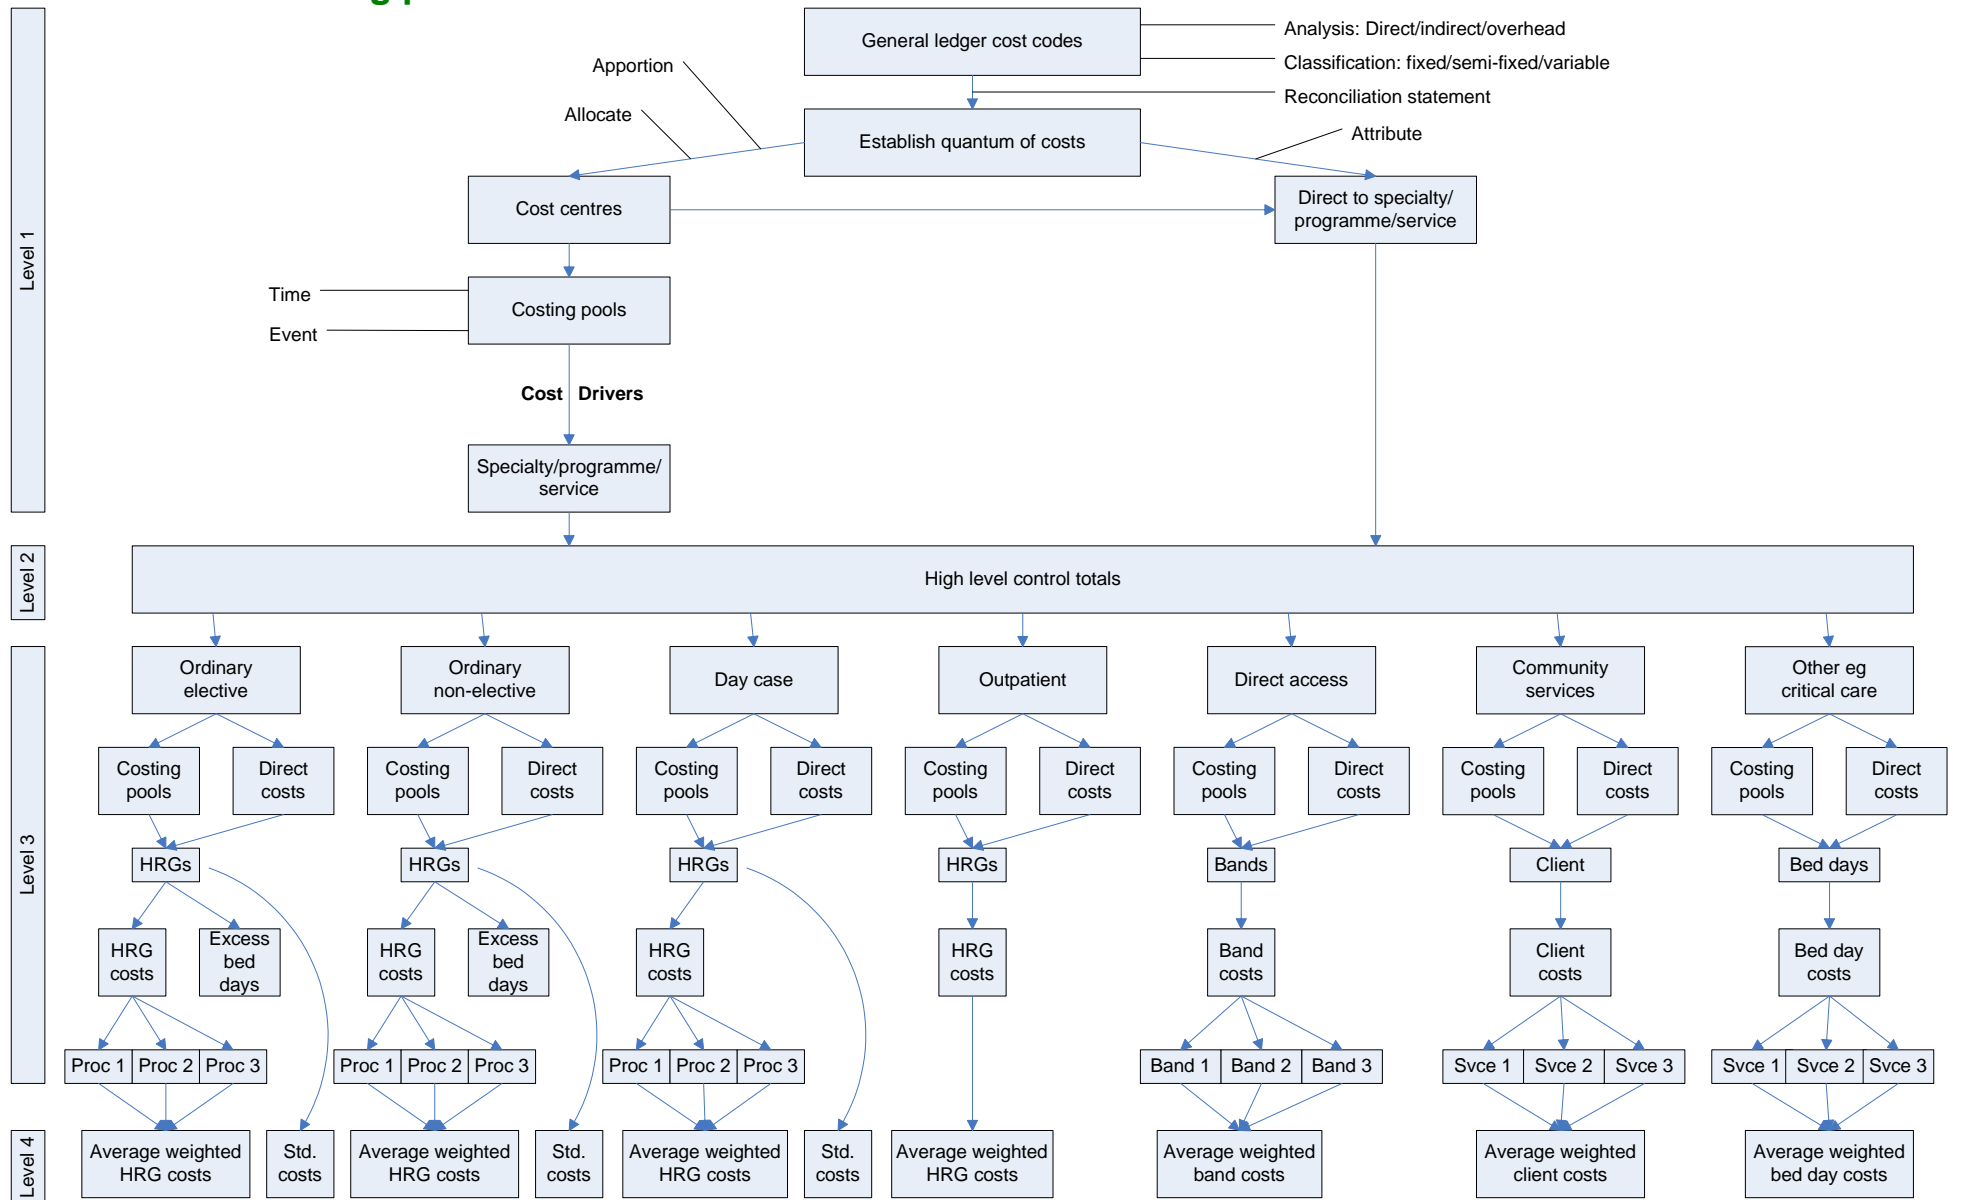 General ledger cost codes
Analysis: Direct/indirect/overhead
Classification: fixed/semi-fixed/variable
Reconciliation statement
Apportion
Allocate
Establish quantum of costs
Attribute
Cost centres
Direct to specialty/
programme/service
Level 1
Time
Event
Costing pools
Cost Drivers
Specialty/programme/
service
Level 2
High level control totals
Level 3
Ordinary
elective
Ordinary
non-elective
Day case
Outpatient
Direct access
Community
services
Other eg
critical care
Costing
pools
Direct
costs
Costing
pools
Direct
costs
Costing
pools
Direct
costs
Costing
pools
Direct
costs
Costing
pools
Direct
costs
Costing
pools
Direct
costs
Costing
pools
Direct
costs
HRGs
HRGs
HRGs
HRGs
Bands
Client
Bed days
HRG
costs
Excess
bed
days
HRG
costs
Excess
bed
days
HRG
costs
HRG
costs
Band
costs
Client
costs
Bed day
costs
Proc 1
Proc 2
Proc 3
Proc 1
Proc 2
Proc 3
Proc 1
Proc 2
Proc 3
Band 1
Band 2
Band 3
Svce 1
Svce 2
Svce 3
Svce 1
Svce 2
Svce 3
Level 4
Average weighted
HRG costs
Std.
costs
Average weighted
HRG costs
Std.
costs
Average weighted
HRG costs
Std.
costs
Average weighted
HRG costs
Average weighted
band costs
Average weighted
client costs
Average weighted
bed day costs